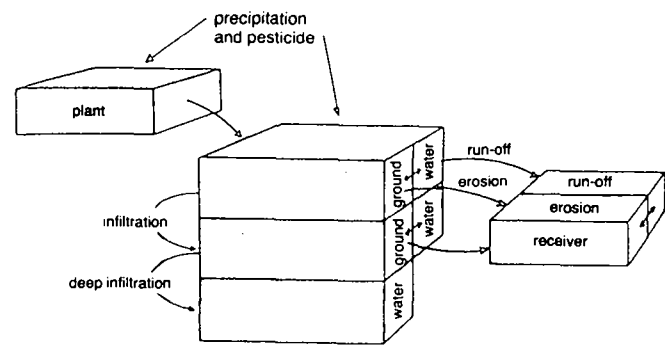 precipitation
and pesticide
plant
ground
water
run-off
erosion
run-off
erosion
receiver
ground
water
infiltration
deep infiltration
water